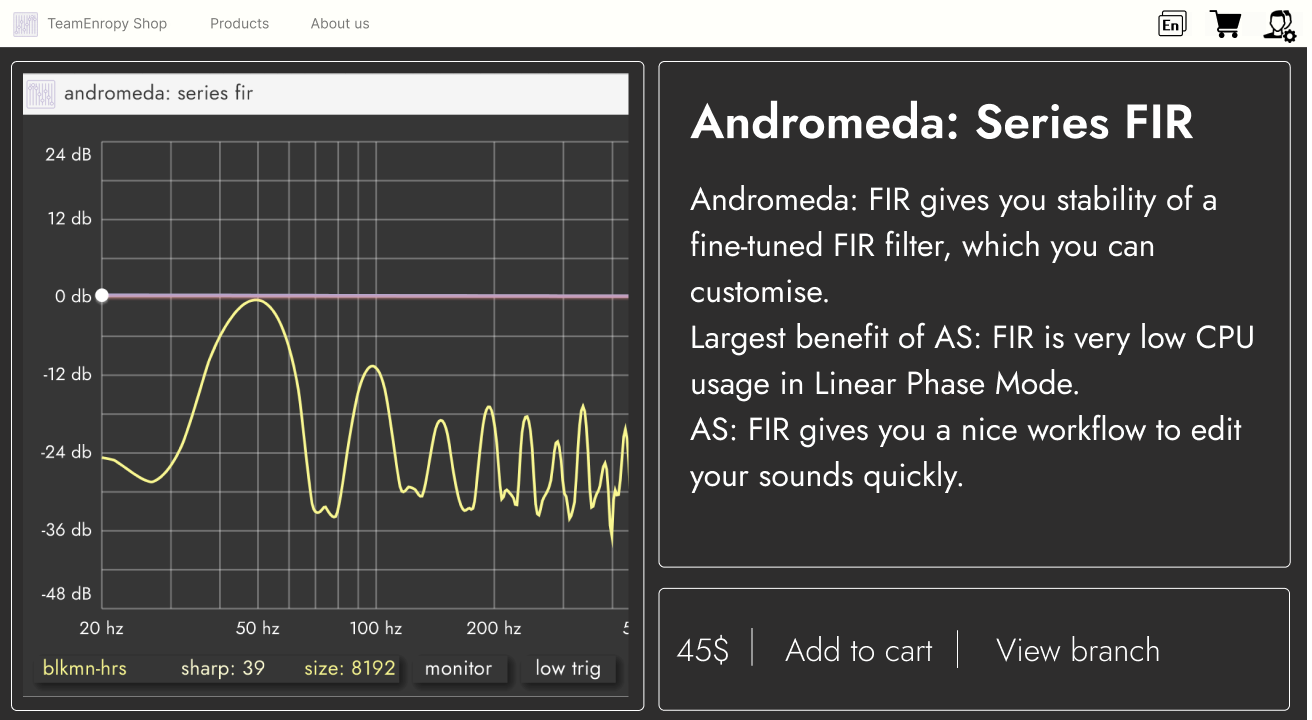 TeamEnropy Shop
Products
About us
En
andromeda: series fir
24 dB
12 db
0 db
-12 db
-24 db
-36 db
-48 dB
20 hz
50 hz
100 hz
200 hz
blkmn-hrs
sharp: 39
size: 8192
monitor
low trig
Andromeda: Series FIR
Andromeda: FIR gives you stability of a
fine-tuned FIR filter, which you can
customise.
Largest benefit of AS: FIR is very low CPU
usage in Linear Phase Mode.
AS: FIR gives you a nice workflow to edit
your sounds quickly.
45$
Add to cart
View branch